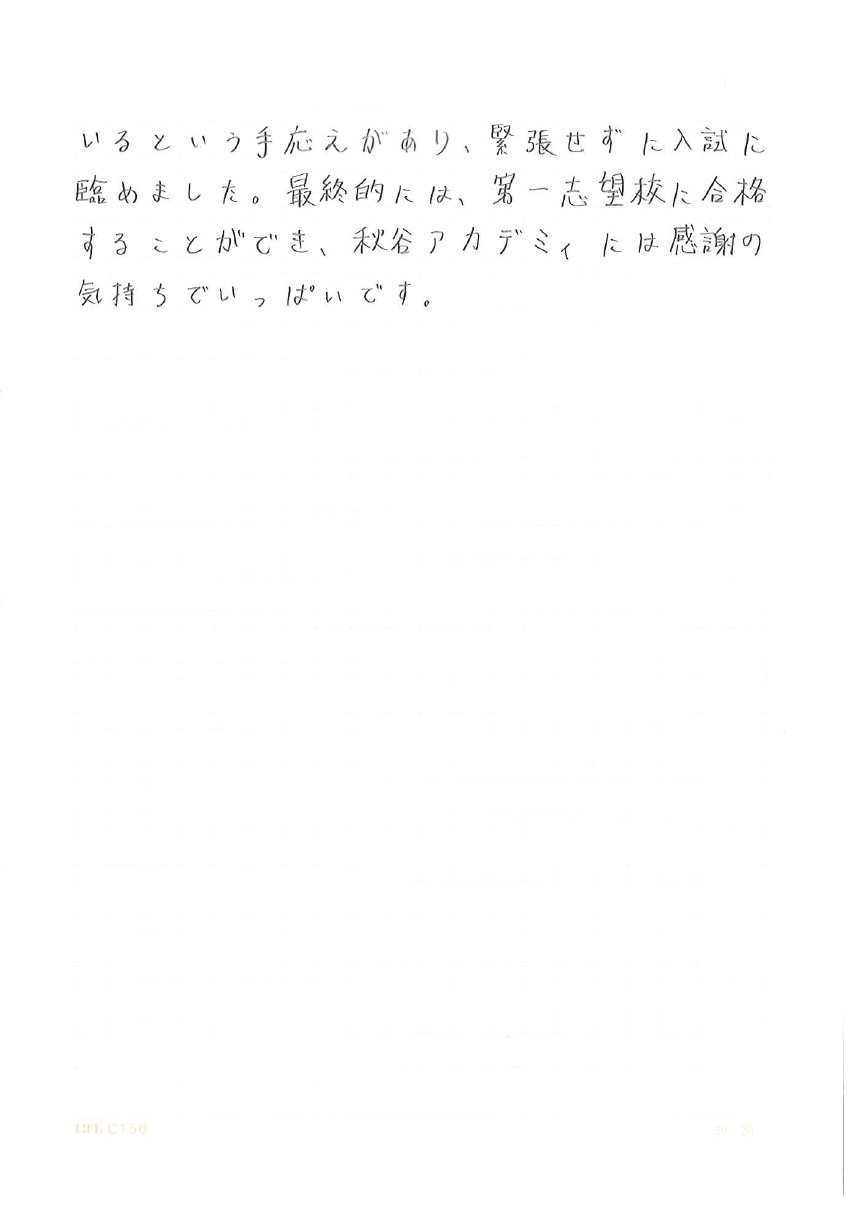 いるという手応えがあり、緊張せずに入試に
臨めました。最終的には、第一志望校に合格
することができ、秋谷アカデミィには感謝の
気持ちでいっぱいです。
LIFE C156
20 20